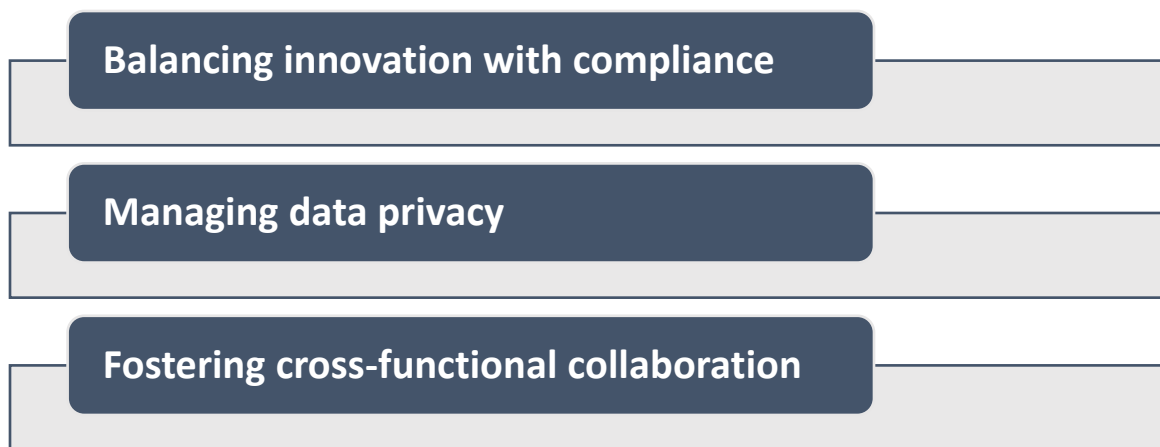 Balancing innovation with compliance
Managing data privacy
Fostering cross-functional collaboration